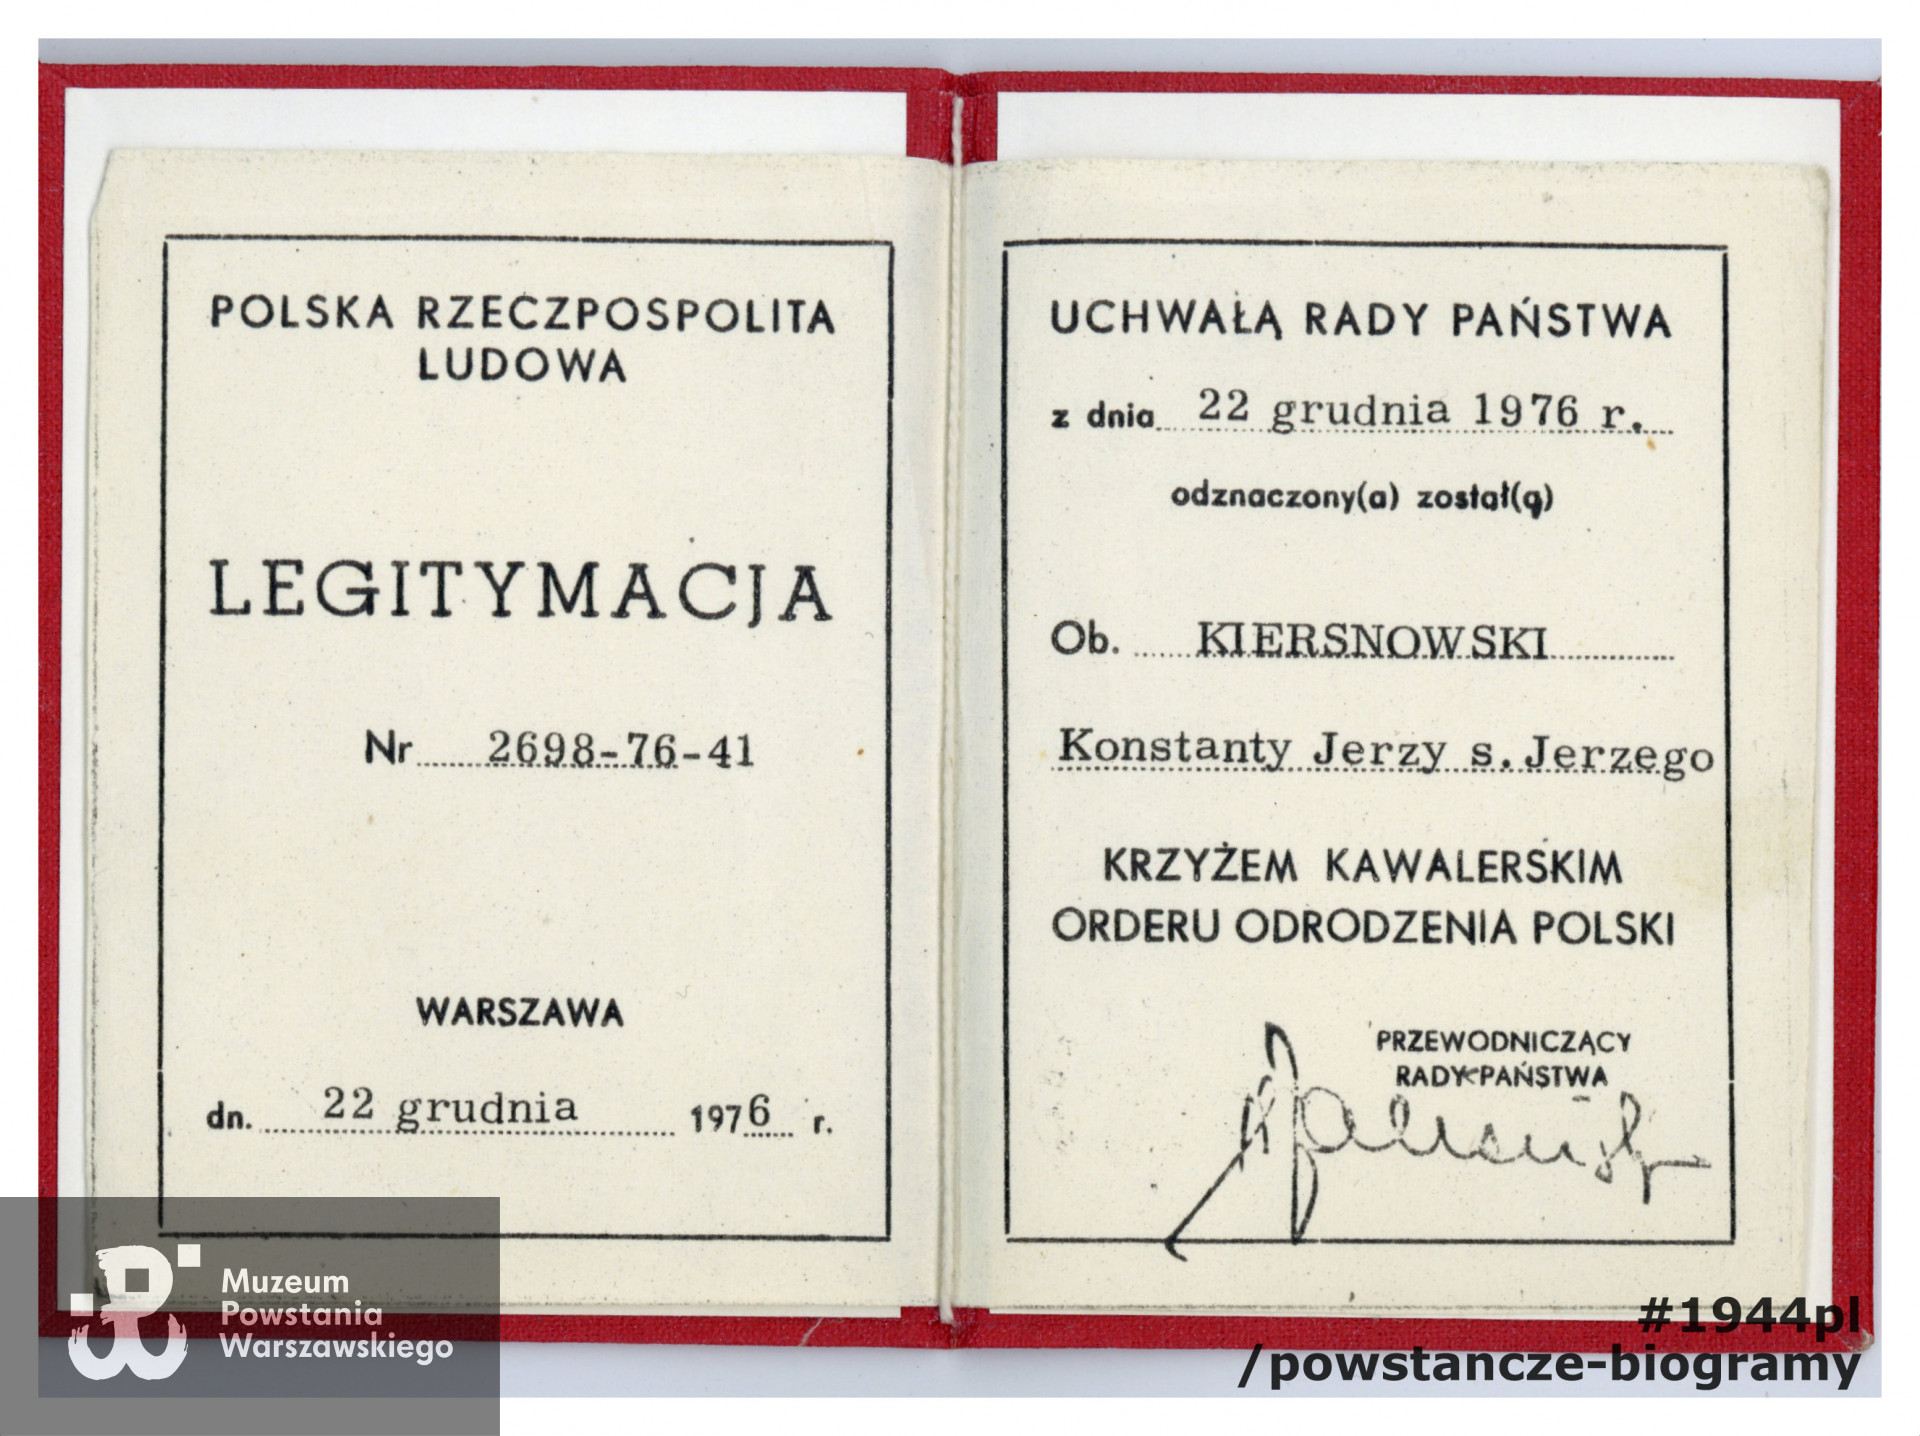 POLSKA RZECZPOSPOLITA
LUDOWA
LEGITYMACJA
Nr 2698-76-41
WARSZAWA
dn. 22 grudnia 1976 r.
UCHWAŁĄ RADY PAŃSTWA
z dnia 22 grudnia 1976 r.
odznaczony(a) został(a)
Ob. KIERSNOWSKI
Konstanty Jerzy s. Jerzego
KRZYŻEM KAWALERSKIM
ORDERU ODRODZENIA POLSKI
PRZEWODNICZĄCY
RADY PAŃSTWA
Muzeum
Powstania
Warszawskiego
#1944pl
/powstancze-biogramy